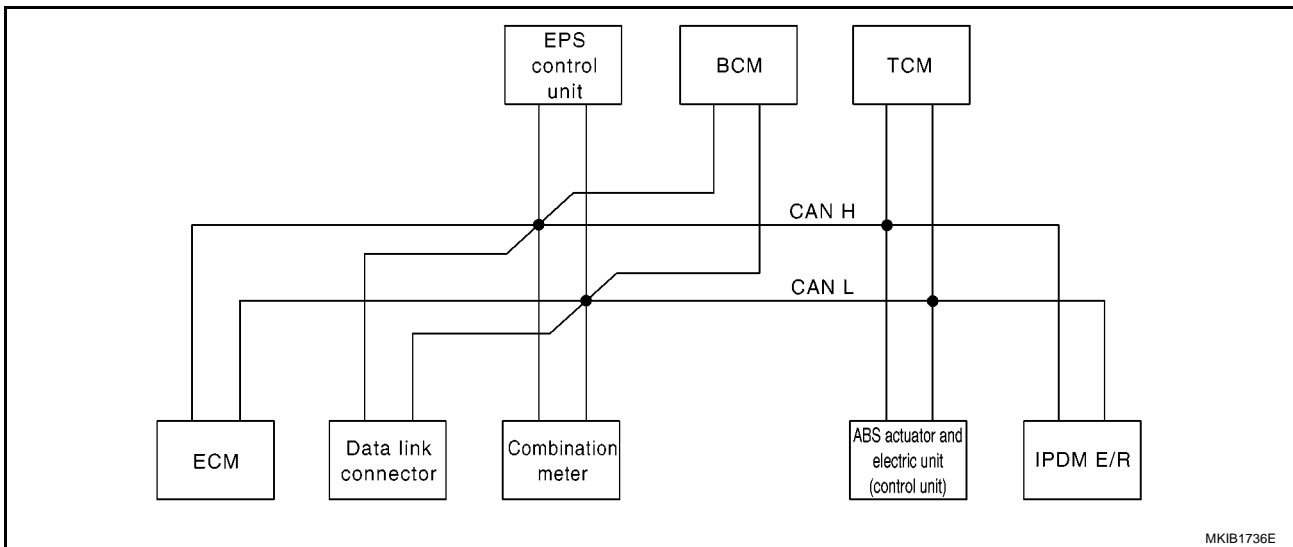 EPS
control
unit
BCM
TCM
CAN H
CAN L
ECM
Data link
connector
Combination
meter
ABS actuator and
electric unit
(control unit)
IPDM E/R
MKIB1736E